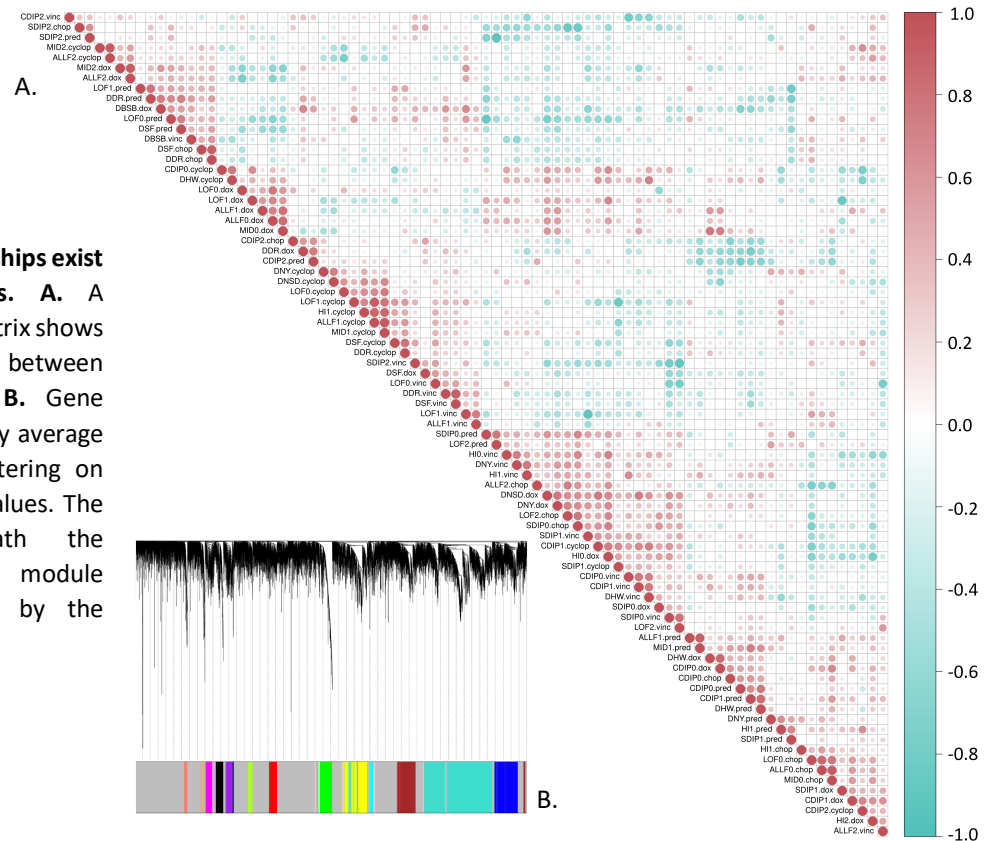 CDIP2.vinc
SDIP2.chop
SDIP2.pred
MID2.cyclop
ALLF2.cyclop
MID2.dox
ALLF2.dox
LOF1.pred
DDR.pred
DBSB.dox
LOF0.pred
DSF.pred
DBSB.vinc
DSF.chop
DDR.chop
CDIP0.cyclop
DHW.cyclop
LOF0.dox
LOF1.dox
ALLF1.dox
ALLF0.dox
MID0.dox
CDIP2.chop
DDR.dox
CDIP2.pred
DNY.cyclop
DNSD.cyclop
LOF0.cyclop
LOF1.cyclop
HI1.cyclop
ALLF1.cyclop
MID1.cyclop
DSF.cyclop
DDR.cyclop
SDIP2.vinc
DSF.dox
LOF0.vinc
DDR.vinc
DSF.vinc
LOF1.vinc
ALLF1.vinc
SDIP0.pred
LOF2.pred
HI0.vinc
DNY.vinc
HI1.vinc
ALLF2.chop
DNSD.dox
DNY.dox
LOF2.chop
SDIP0.chop
SDIP1.vinc
CDIP1.cyclop
HI0.dox
SDIP1.cyclop
CDIP0.vinc
CDIP1.vinc
DHW.vinc
SDIP0.dox
SDIP0.vinc
LOF2.vinc
ALLF1.pred
MID1.pred
DHW.dox
CDIP0.dox
CDIP0.chop
CDIP0.pred
CDIP1.pred
DHW.pred
DNY.pred
HI1.pred
SDIP1.pred
HI1.chop
LOF0.chop
ALLF0.chop
MID0.chop
SDIP1.dox
CDIP1.dox
CDIP2.cyclop
HI2.dox
ALLF2.vinc
1.0
0.8
0.6
0.4
0.2
0.0
-0.2
-0.4
-0.6
-0.8
-1.0
A.
ships exist
s. A. A
trix shows
between
B. Gene
y average
tering on
alues. The
ath the
module
by the
B.